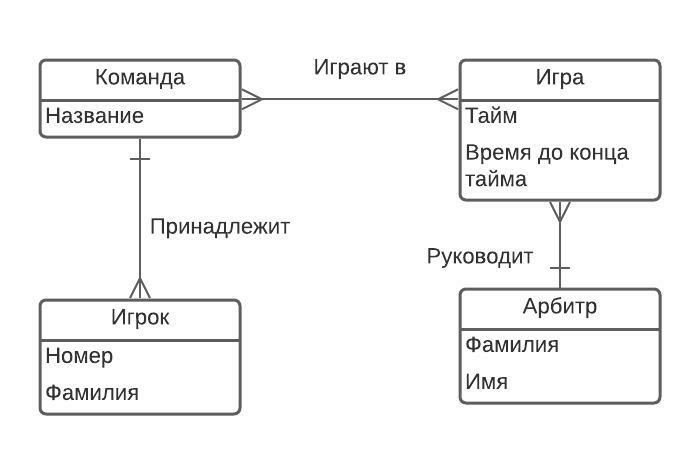 Команда
Название
Играют в
Игра
Тайм
Время до конца
тайма
Принадлежит
Руководит
Игрок
Номер
Фамилия
Арбитр
Фамилия
Имя